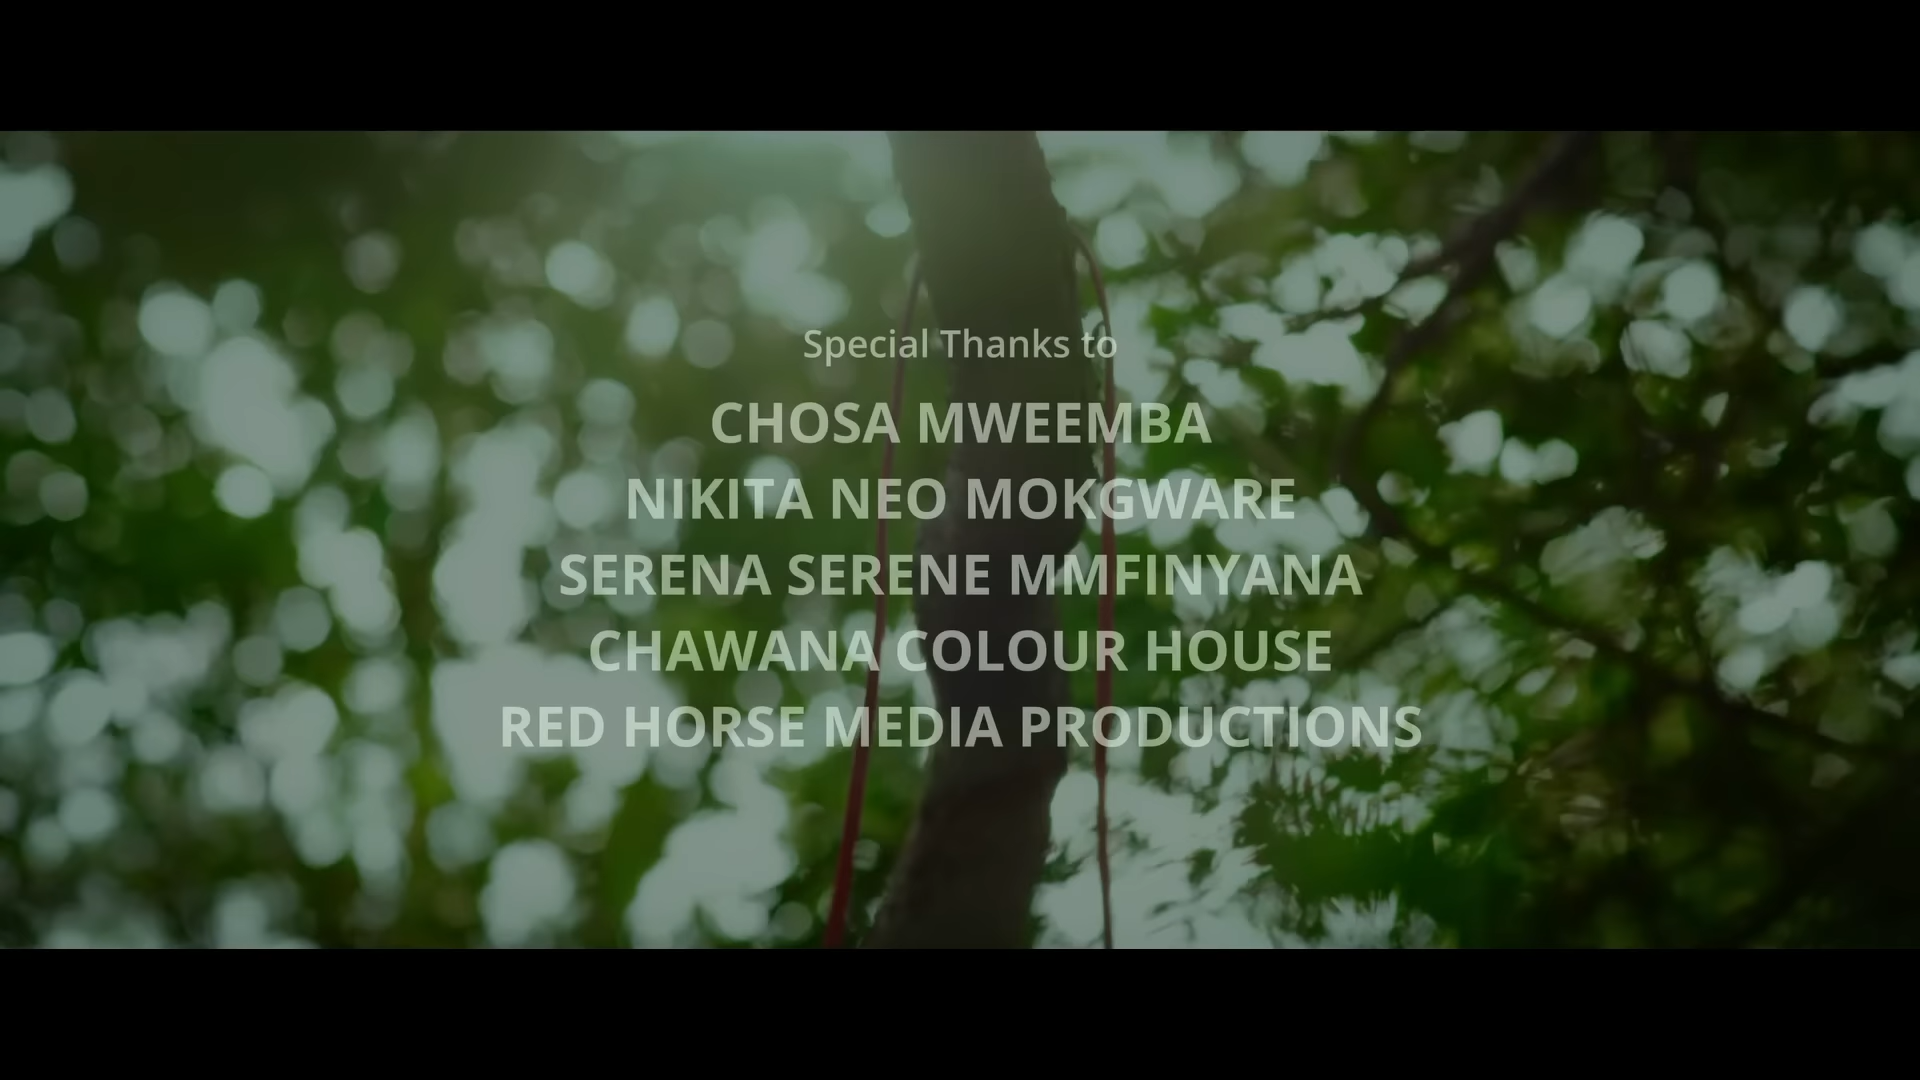 Special Thanks to
CHOSA MWEEMBA
NIKITA NEO MOKGWARE
SERENA SERENE MMFINYANA
CHAWANA COLOUR HOUSE
RED HORSE MEDIA PRODUCTIONS